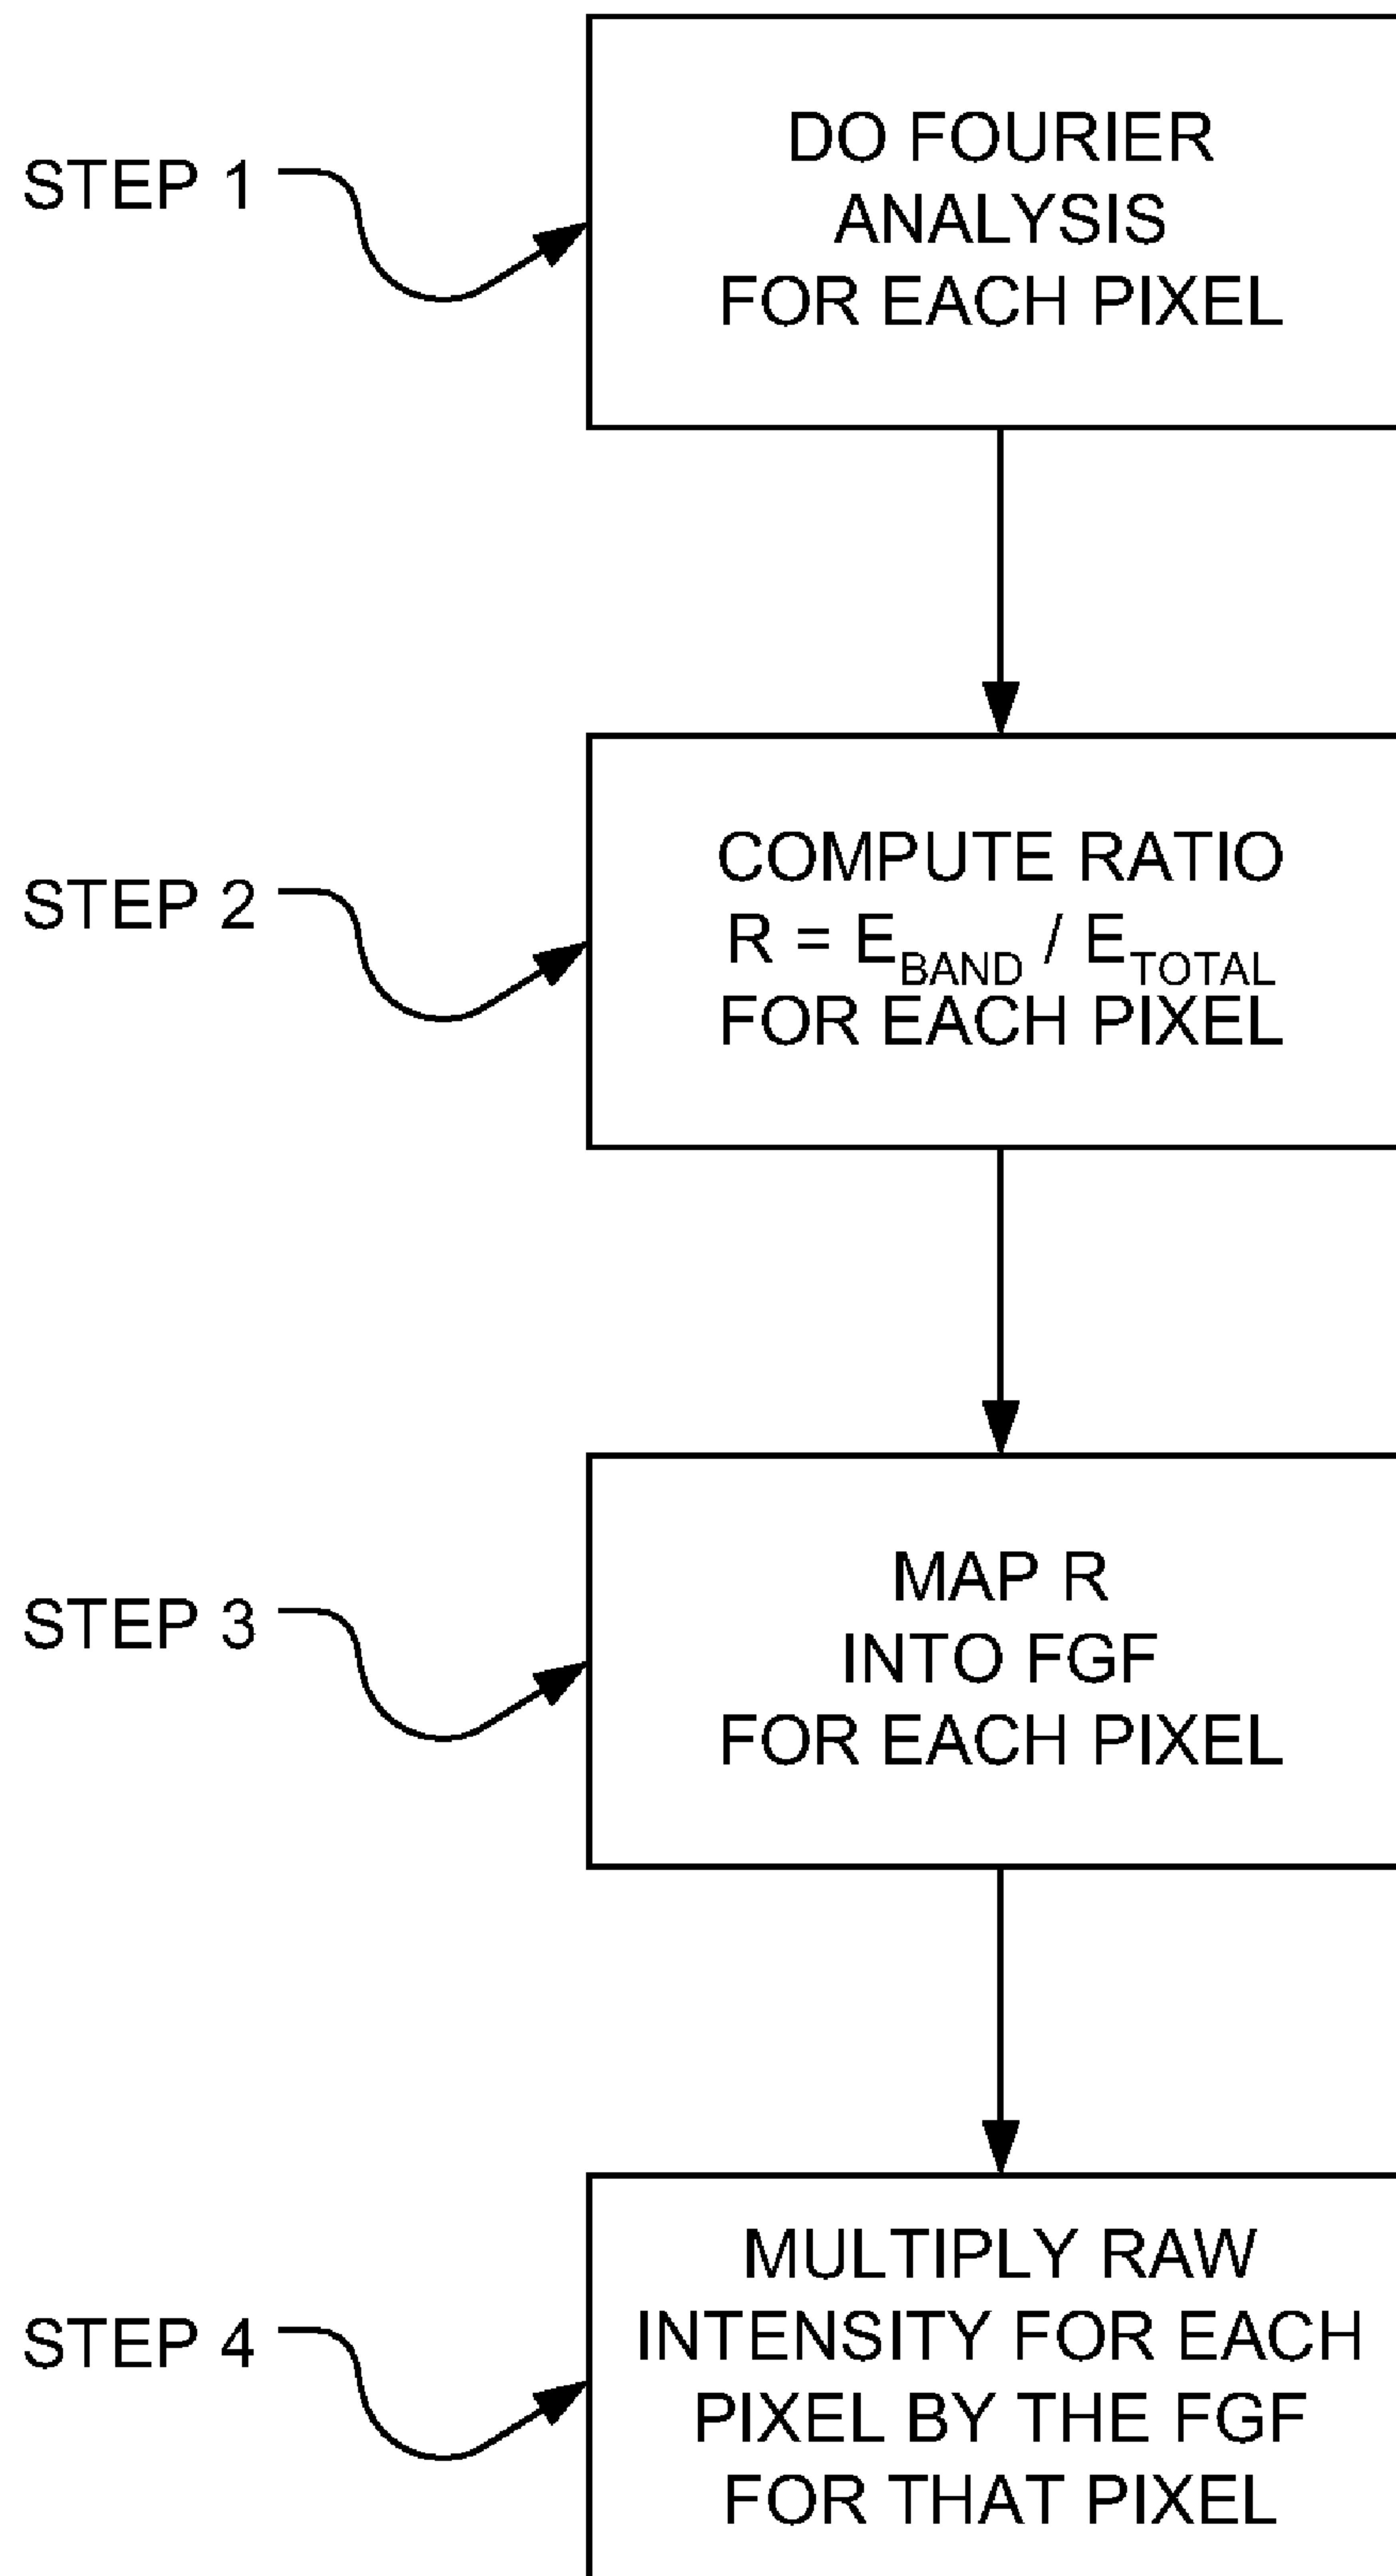 STEP 1
DO FOURIER
ANALYSIS
FOR EACH PIXEL
STEP 2
COMPUTE RATIO
R = E_BAND / E_TOTAL
FOR EACH PIXEL
STEP 3
MAP R
INTO FGF
FOR EACH PIXEL
STEP 4
MULTIPLY RAW
INTENSITY FOR EACH
PIXEL BY THE FGF
FOR THAT PIXEL